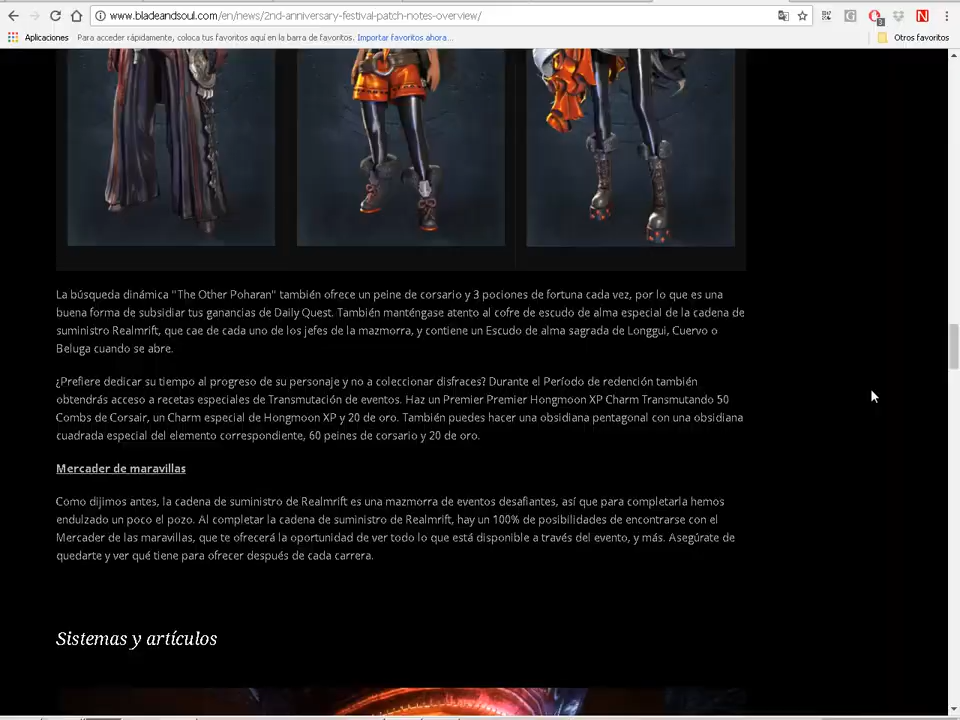 www.bladeandsoul.com/en/news/2nd-anniversary-festival-patch-notes-overview/
Aplicaciones Para acceder rápidamente, coloca tus favoritos aquí en la barra de favoritos. Importar favoritos ahora... Otros favoritos
La búsqueda dinámica "The Other Poharan" también ofrece un peine de corsario y 3 pociones de fortuna cada vez, por lo que es una
buena forma de subsidiar tus ganancias de Daily Quest. También manténgase atento al cofre de escudo de alma especial de la cadena de
suministro Realmrift, que cae de cada uno de los jefes de la mazmorra, y contiene un Escudo de alma sagrada de Longgui, Cuervo o
Beluga cuando se abre.
¿Prefiere dedicar su tiempo al progreso de su personaje y no a coleccionar disfraces? Durante el Período de redención también
obtendrás acceso a recetas especiales de Transmutación de eventos. Haz un Premier Premier Hongmoon XP Charm Transmutando 50
Combs de Corsair, un Charm especial de Hongmoon XP y 20 de oro. También puedes hacer una obsidiana pentagonal con una obsidiana
cuadrada especial del elemento correspondiente, 60 peines de corsario y 20 de oro.
Mercader de maravillas
Como dijimos antes, la cadena de suministro de Realmrift es una mazmorra de eventos desafiantes, así que para completarla hemos
endulzado un poco el pozo. Al completar la cadena de suministro de Realmrift, hay un 100% de posibilidades de encontrarse con el
Mercader de las maravillas, que te ofrecerá la oportunidad de ver todo lo que está disponible a través del evento, y más. Asegúrate de
quedarte y ver qué tiene para ofrecer después de cada carrera.
Sistemas y artículos